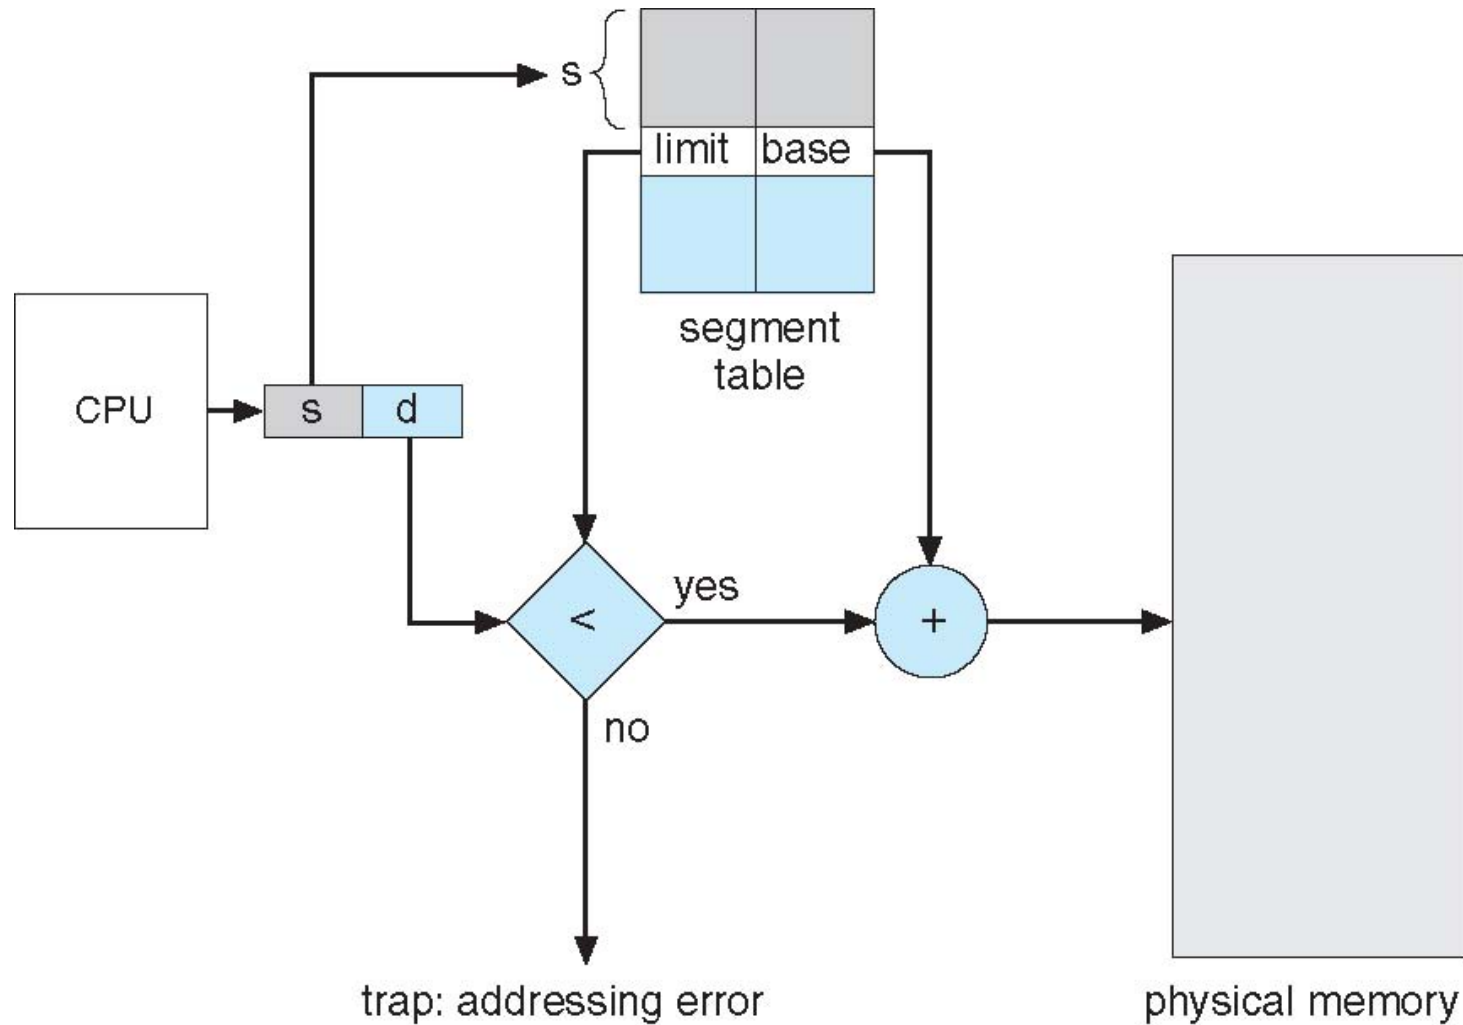 s
limit base
segment
table
CPU
s d
yes
<
+
no
trap: addressing error
physical memory